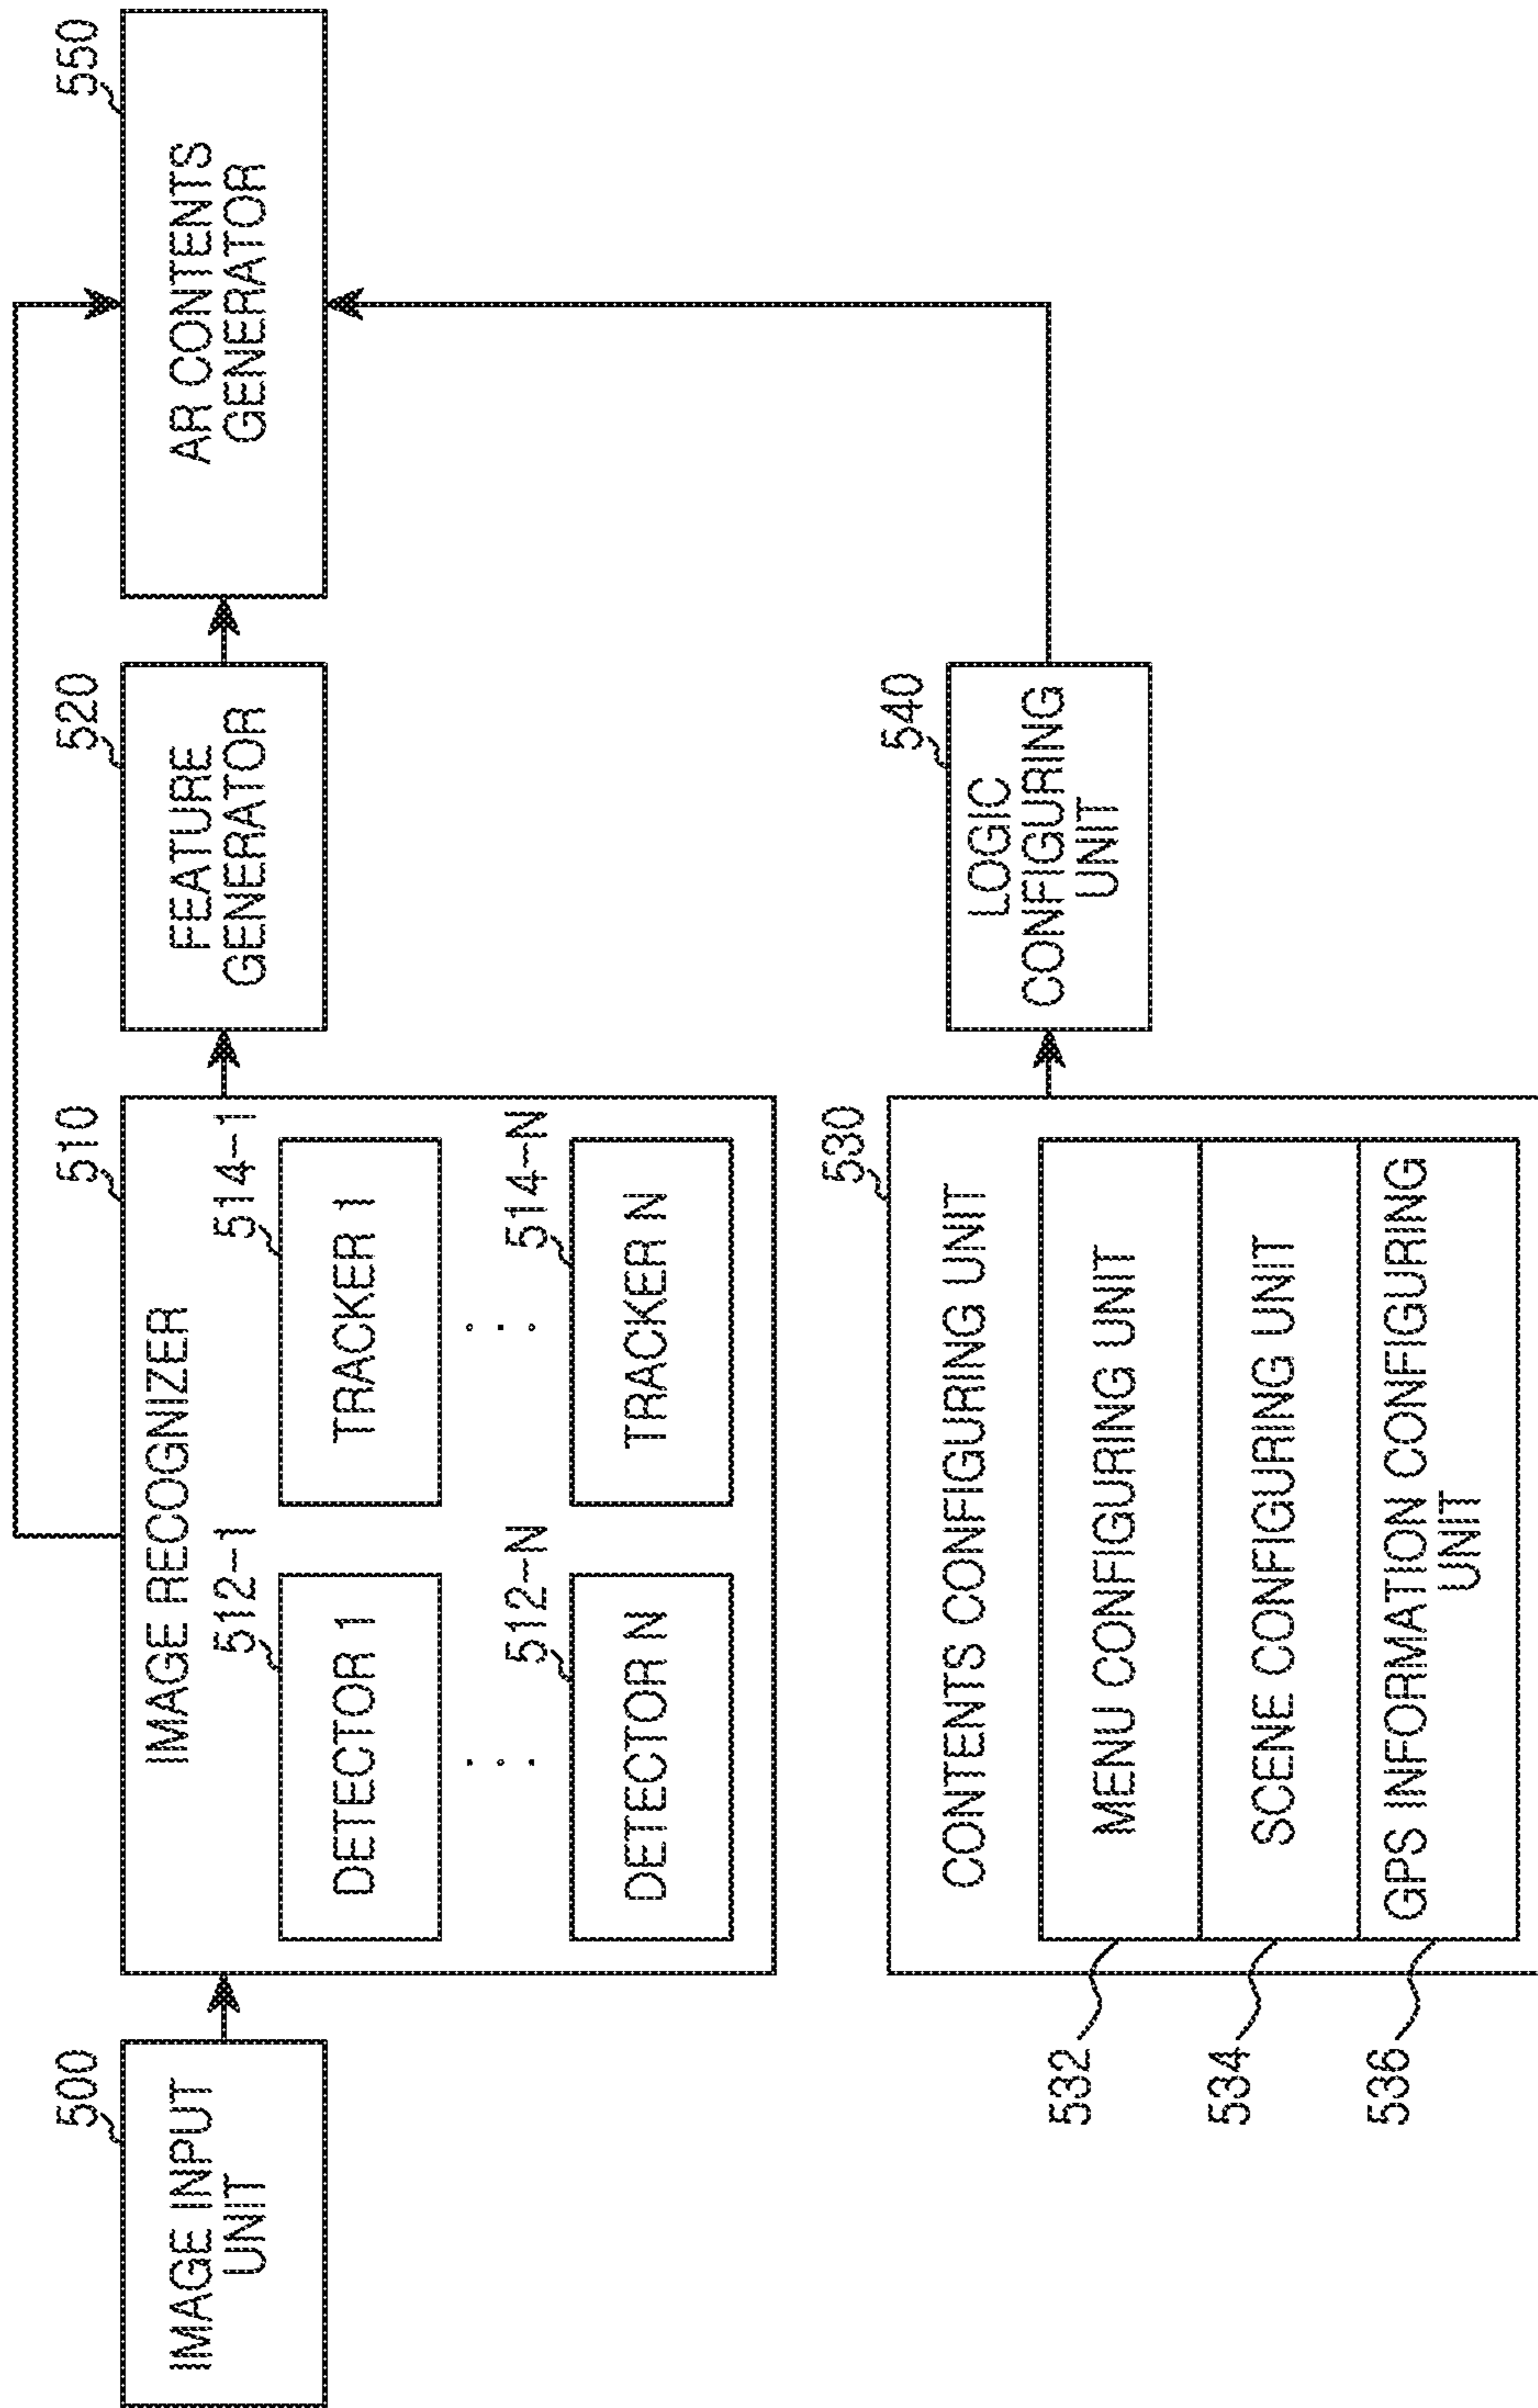 500
IMAGE INPUT
UNIT
510
IMAGE RECOGNIZER
512-1
DETECTOR 1
514-1
TRACKER 1
512-N
DETECTOR N
514-N
TRACKER N
520
FEATURE
GENERATOR
550
AR CONTENTS
GENERATOR
530
CONTENTS CONFIGURING UNIT
532
MENU CONFIGURING UNIT
534
SCENE CONFIGURING UNIT
536
GPS INFORMATION CONFIGURING
UNIT
540
LOGIC
CONFIGURING
UNIT